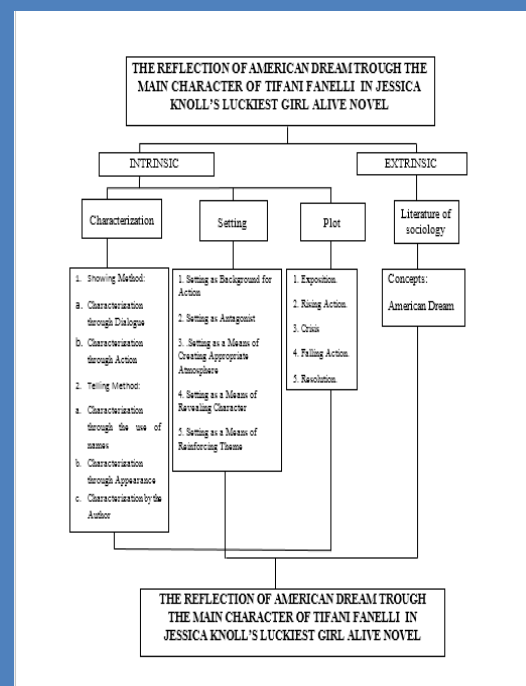 THE REFLECTION OF AMERICAN DREAM TROUGH THE
MAIN CHARACTER OF TIFANI FANELLI IN JESSICA
KNOLL'S LUCKIEST GIRL ALIVE NOVEL
INTRINSIC
EXTRINSIC
Characterization
Setting
Plot
Literature of
sociology
1. Showing Method:
a. Characterization
through Dialogue
b. Characterization
through Action
2. Telling Method:
a. Characterization
through the use of
names
b. Characterization
through Appearance
c. Characterization by the
Author
1. Setting as Background for
Action
2. Setting as Antagonist
3. .Setting as a Means of
Creating Appropriate
Atmosphere
4. Setting as a Means of
Revealing Character
5. Setting as a Means of
Reinforcing Theme
1. Exposition.
2. Rising Action.
3. Crisis
4. Falling Action.
5. Resolution.
Concepts:
American Dream
THE REFLECTION OF AMERICAN DREAM TROUGH
THE MAIN CHARACTER OF TIFANI FANELLI IN
JESSICA KNOLL'S LUCKIEST GIRL ALIVE NOVEL